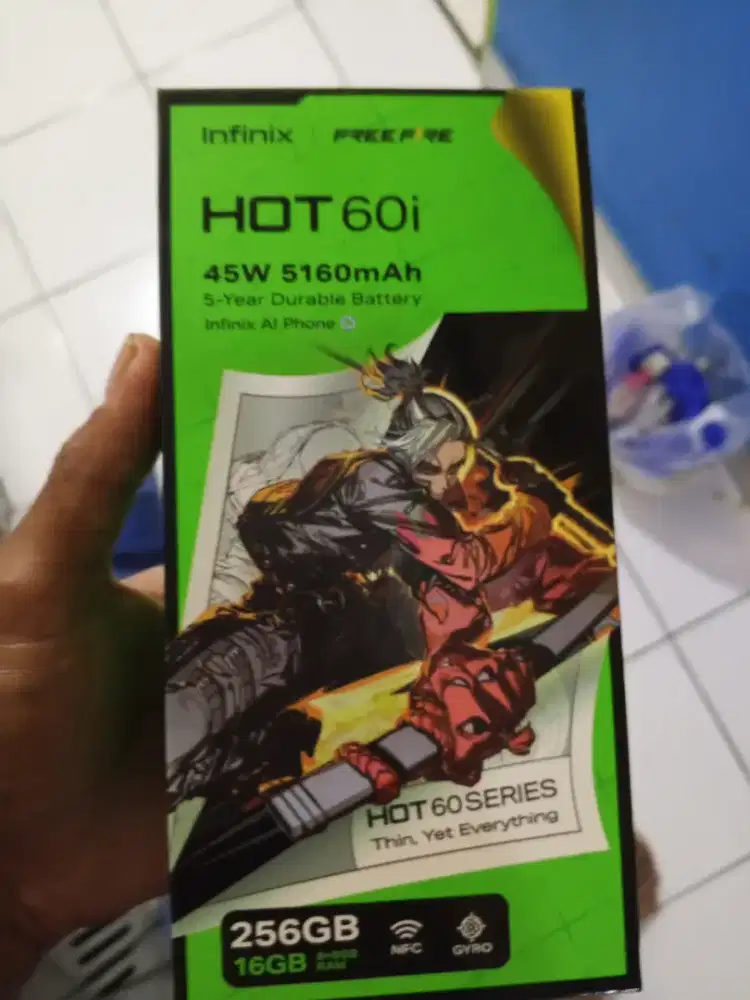 Infinix | FREE FIRE
HOT 60i
45W 5160mAh
5-Year Durable Battery
Infinix AI Phone
HOT 60 SERIES
Thin, Yet Everything
256GB
16GB RAM
NFC
GYRO